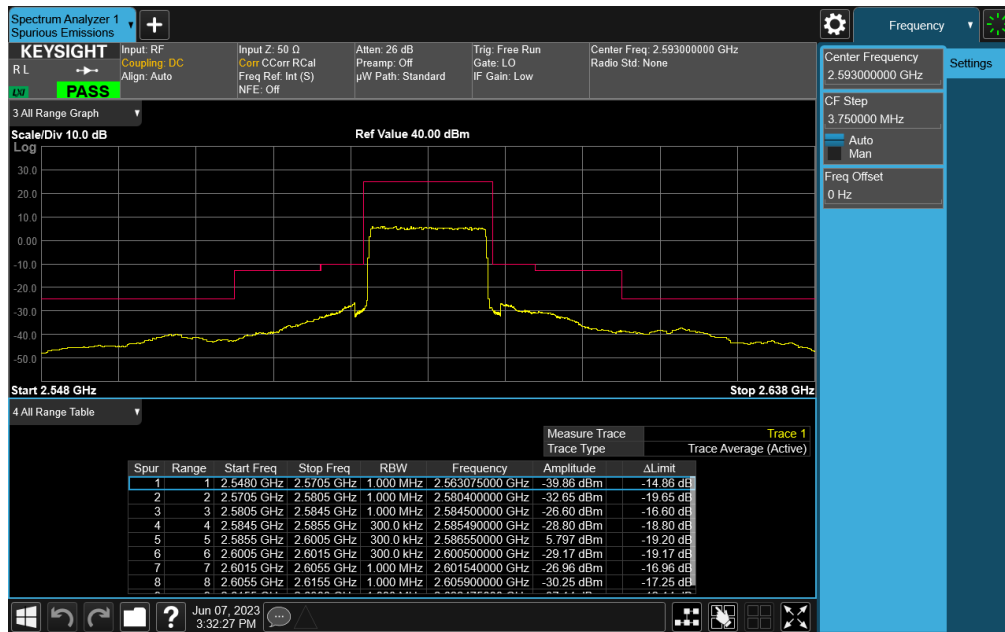 Spectrum Analyzer 1
Spurious Emissions
Frequency
KEYSIGHT
R L
LXI
PASS
Input: RF
Coupling: DC
Align: Auto
Input Z: 50 Ω
Corr CCorr RCal
Freq Ref: Int (S)
NFE: Off
Atten: 26 dB
Preamp: Off
µW Path: Standard
Trig: Free Run
Gate: LO
IF Gain: Low
Center Freq: 2.593000000 GHz
Radio Std: None
Center Frequency
2.593000000 GHz
Settings
CF Step
3.750000 MHz
Auto
Man
Freq Offset
0 Hz
3 All Range Graph
Scale/Div 10.0 dB
Ref Value 40.00 dBm
Log
30.0
20.0
10.0
0.00
-10.0
-20.0
-30.0
-40.0
-50.0
Start 2.548 GHz
Stop 2.638 GHz
4 All Range Table
Measure Trace Trace 1
Trace Type Trace Average (Active)
Spur Range Start Freq Stop Freq RBW Frequency Amplitude ΔLimit
1 1 2.5480 GHz 2.5705 GHz 1.000 MHz 2.563075000 GHz -39.86 dBm -14.86 dB
2 2 2.5705 GHz 2.5805 GHz 1.000 MHz 2.580400000 GHz -32.65 dBm -19.65 dB
3 3 2.5805 GHz 2.5845 GHz 1.000 MHz 2.584500000 GHz -26.60 dBm -16.60 dB
4 4 2.5845 GHz 2.5855 GHz 300.0 kHz 2.585490000 GHz -28.80 dBm -18.80 dB
5 5 2.5855 GHz 2.6005 GHz 300.0 kHz 2.586550000 GHz 5.797 dBm -19.20 dB
6 6 2.6005 GHz 2.6015 GHz 300.0 kHz 2.600500000 GHz -29.17 dBm -19.17 dB
7 7 2.6015 GHz 2.6055 GHz 1.000 MHz 2.601540000 GHz -26.96 dBm -16.96 dB
8 8 2.6055 GHz 2.6155 GHz 1.000 MHz 2.605900000 GHz -30.25 dBm -17.25 dB
Jun 07, 2023
3:32:27 PM